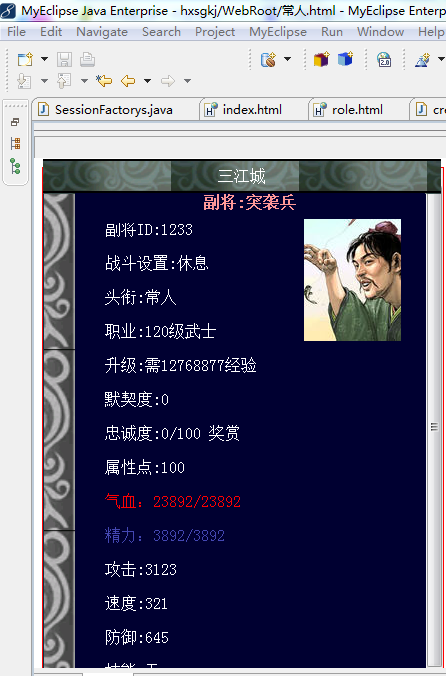 MyEclipse Java Enterprise - hxsgkj/WebRoot/常人.html - MyEclipse Enterp
File Edit Navigate Search Project MyEclipse Run Window Help
SessionFactorys.java index.html role.html cr
三江城
副将:突袭兵
副将ID:1233
战斗设置:休息
头衔:常人
职业:120级武士
升级:需12768877经验
默契度:0
忠诚度:0/100 奖赏
属性点:100
气血：23892/23892
精力：3892/3892
攻击:3123
速度:321
防御:645